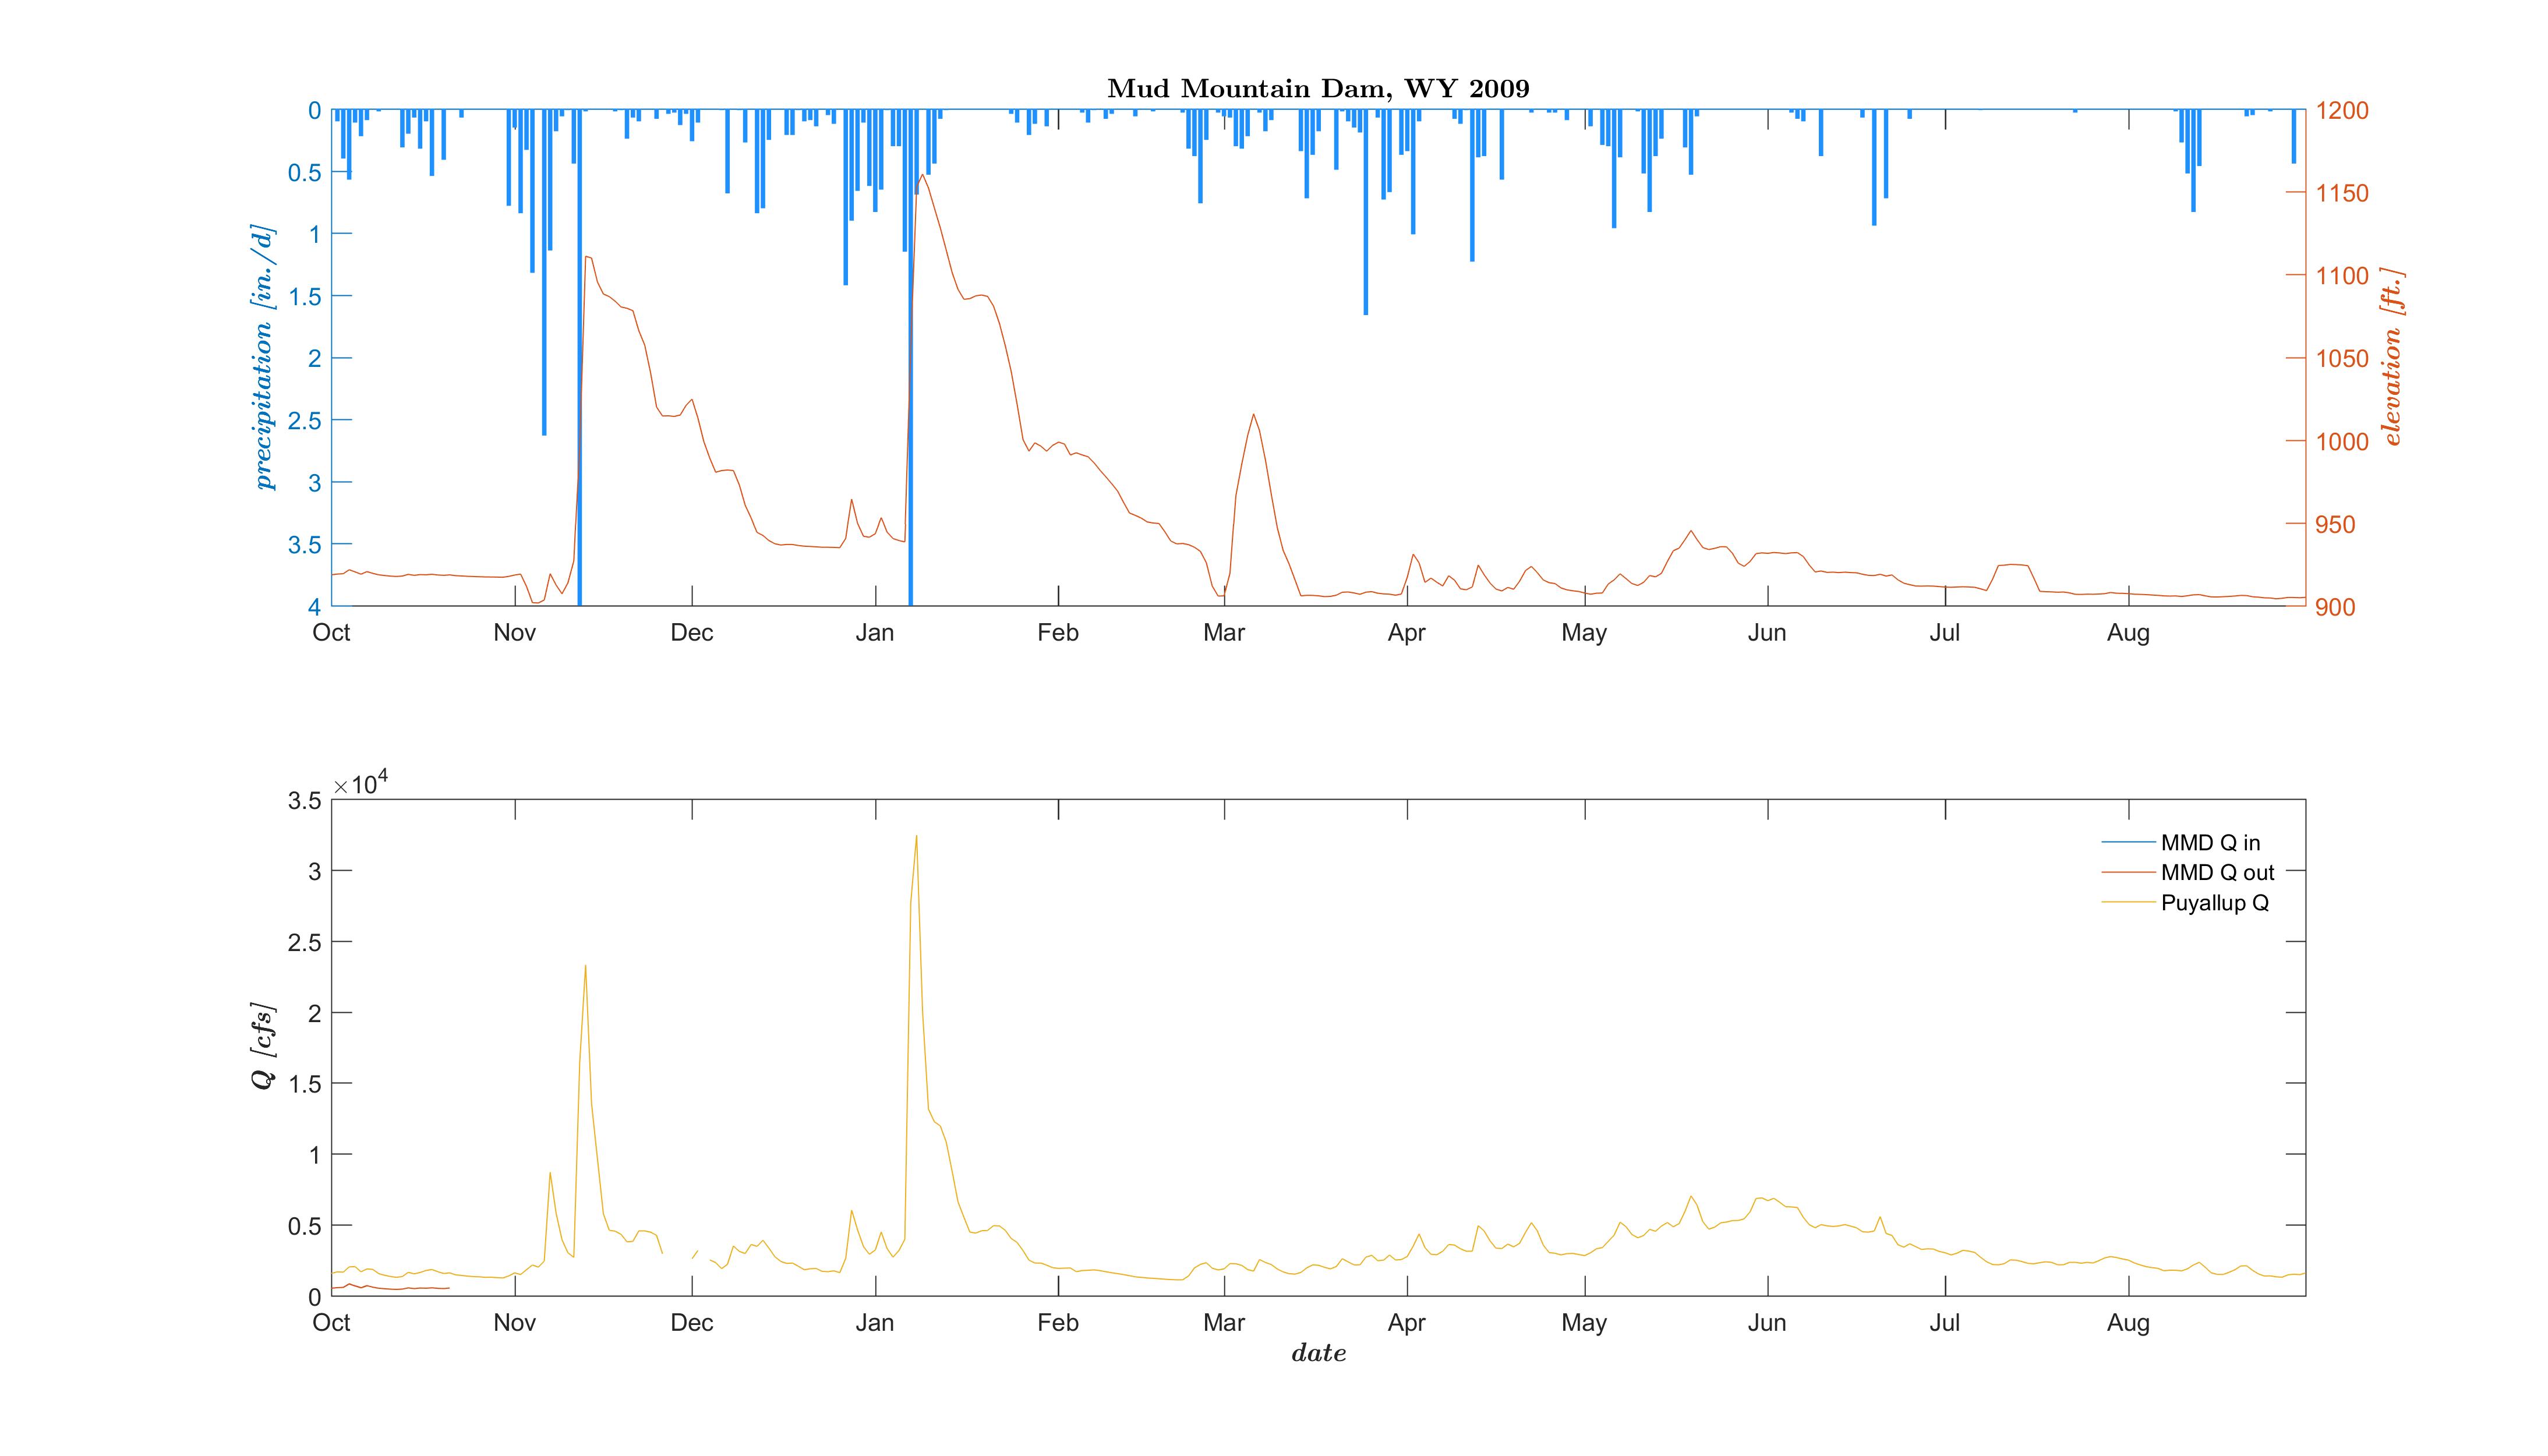 Mud Mountain Dam, WY 2009
precipitation [in./d]
0
0.5
1
1.5
2
2.5
3
3.5
4
elevation [ft.]
1200
1150
1100
1050
1000
950
900
Oct Nov Dec Jan Feb Mar Apr May Jun Jul Aug
×10^4
Q [cfs]
3.5
3
2.5
2
1.5
1
0.5
0
MMD Q in
MMD Q out
Puyallup Q
Oct Nov Dec Jan Feb Mar Apr May Jun Jul Aug
date